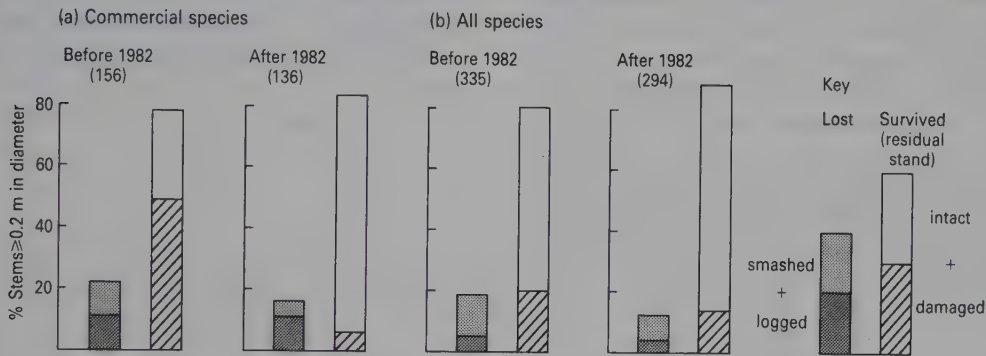 (a) Commercial species
(b) All species
Before 1982
(156)
After 1982
(136)
Before 1982
(335)
After 1982
(294)
Key
Lost
Survived
(residual
stand)
% Stems≥0.2 m in diameter
80
60
40
20
smashed
+
logged
intact
+
damaged